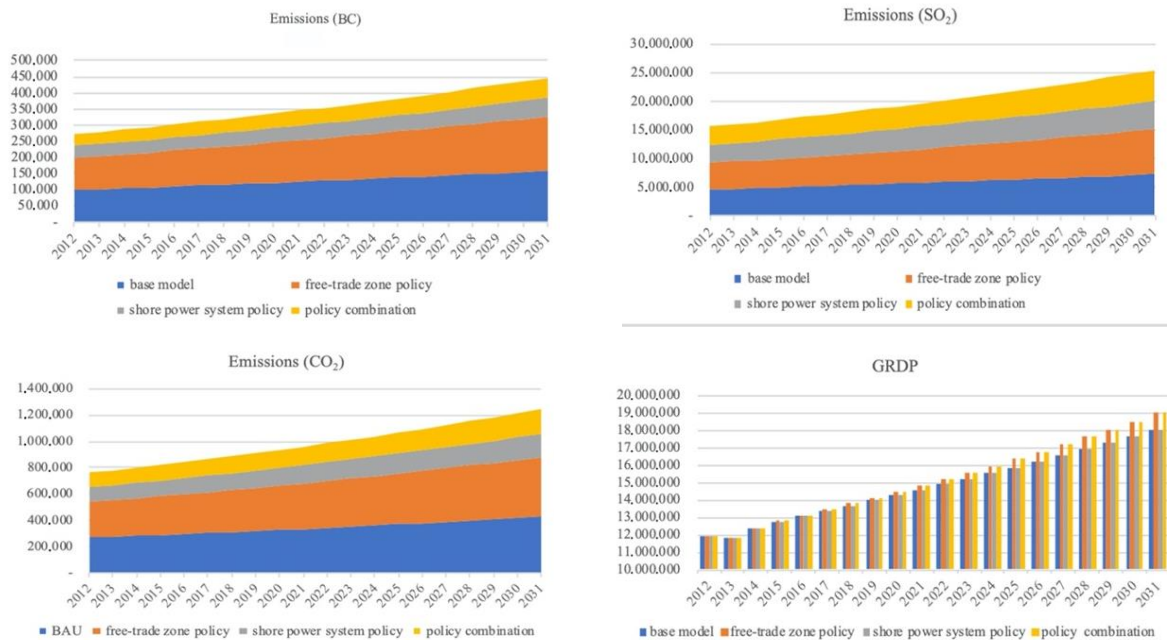 Emissions (BC)
500,000
450,000
400,000
350,000
300,000
250,000
200,000
150,000
100,000
50,000
-
2012 2013 2014 2015 2016 2017 2018 2019 2020 2021 2022 2023 2024 2025 2026 2027 2028 2029 2030 2031
base model free-trade zone policy
shore power system policy policy combination
Emissions (SO₂)
30,000,000
25,000,000
20,000,000
15,000,000
10,000,000
5,000,000
-
2012 2013 2014 2015 2016 2017 2018 2019 2020 2021 2022 2023 2024 2025 2026 2027 2028 2029 2030 2031
base model free-trade zone policy
shore power system policy policy combination
Emissions (CO₂)
1,400,000
1,200,000
1,000,000
800,000
600,000
400,000
200,000
-
2012 2013 2014 2015 2016 2017 2018 2019 2020 2021 2022 2023 2024 2025 2026 2027 2028 2029 2030 2031
BAU free-trade zone policy shore power system policy policy combination
GRDP
20,000,000
19,000,000
18,000,000
17,000,000
16,000,000
15,000,000
14,000,000
13,000,000
12,000,000
11,000,000
10,000,000
2012 2013 2014 2015 2016 2017 2018 2019 2020 2021 2022 2023 2024 2025 2026 2027 2028 2029 2030 2031
base model free-trade zone policy shore power system policy policy combination